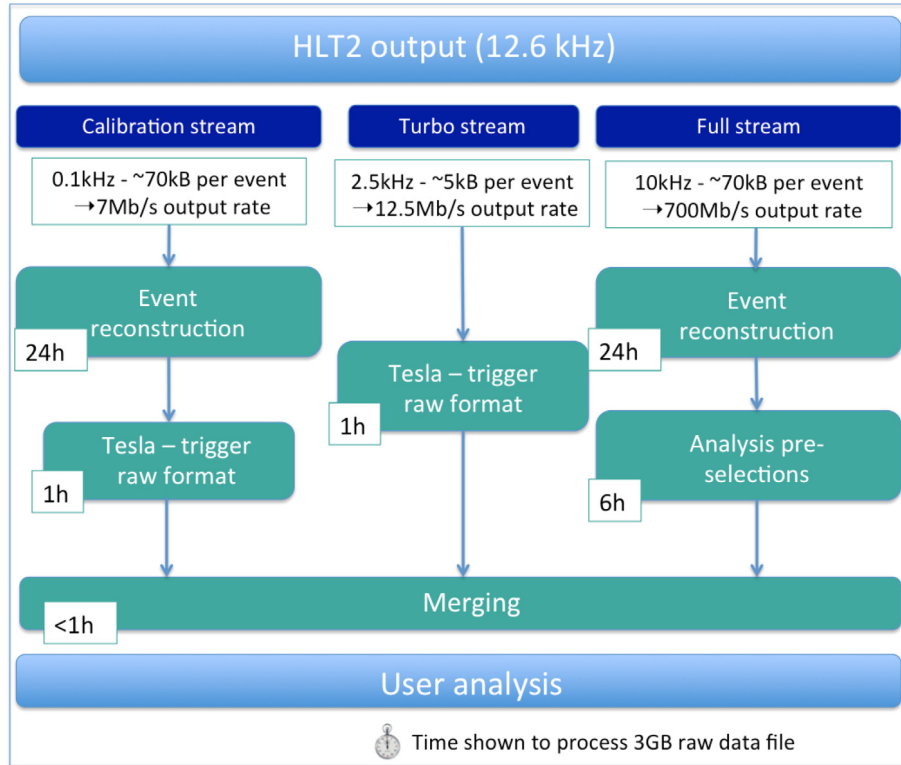 HLT2 output (12.6 kHz)
Calibration stream
0.1kHz - ~70kB per event
→7Mb/s output rate
Event
reconstruction
24h
Tesla – trigger
raw format
1h
Turbo stream
2.5kHz - ~5kB per event
→12.5Mb/s output rate
Tesla – trigger
raw format
1h
Full stream
10kHz - ~70kB per event
→700Mb/s output rate
Event
reconstruction
24h
Analysis pre-
selections
6h
Merging
<1h
User analysis
Time shown to process 3GB raw data file